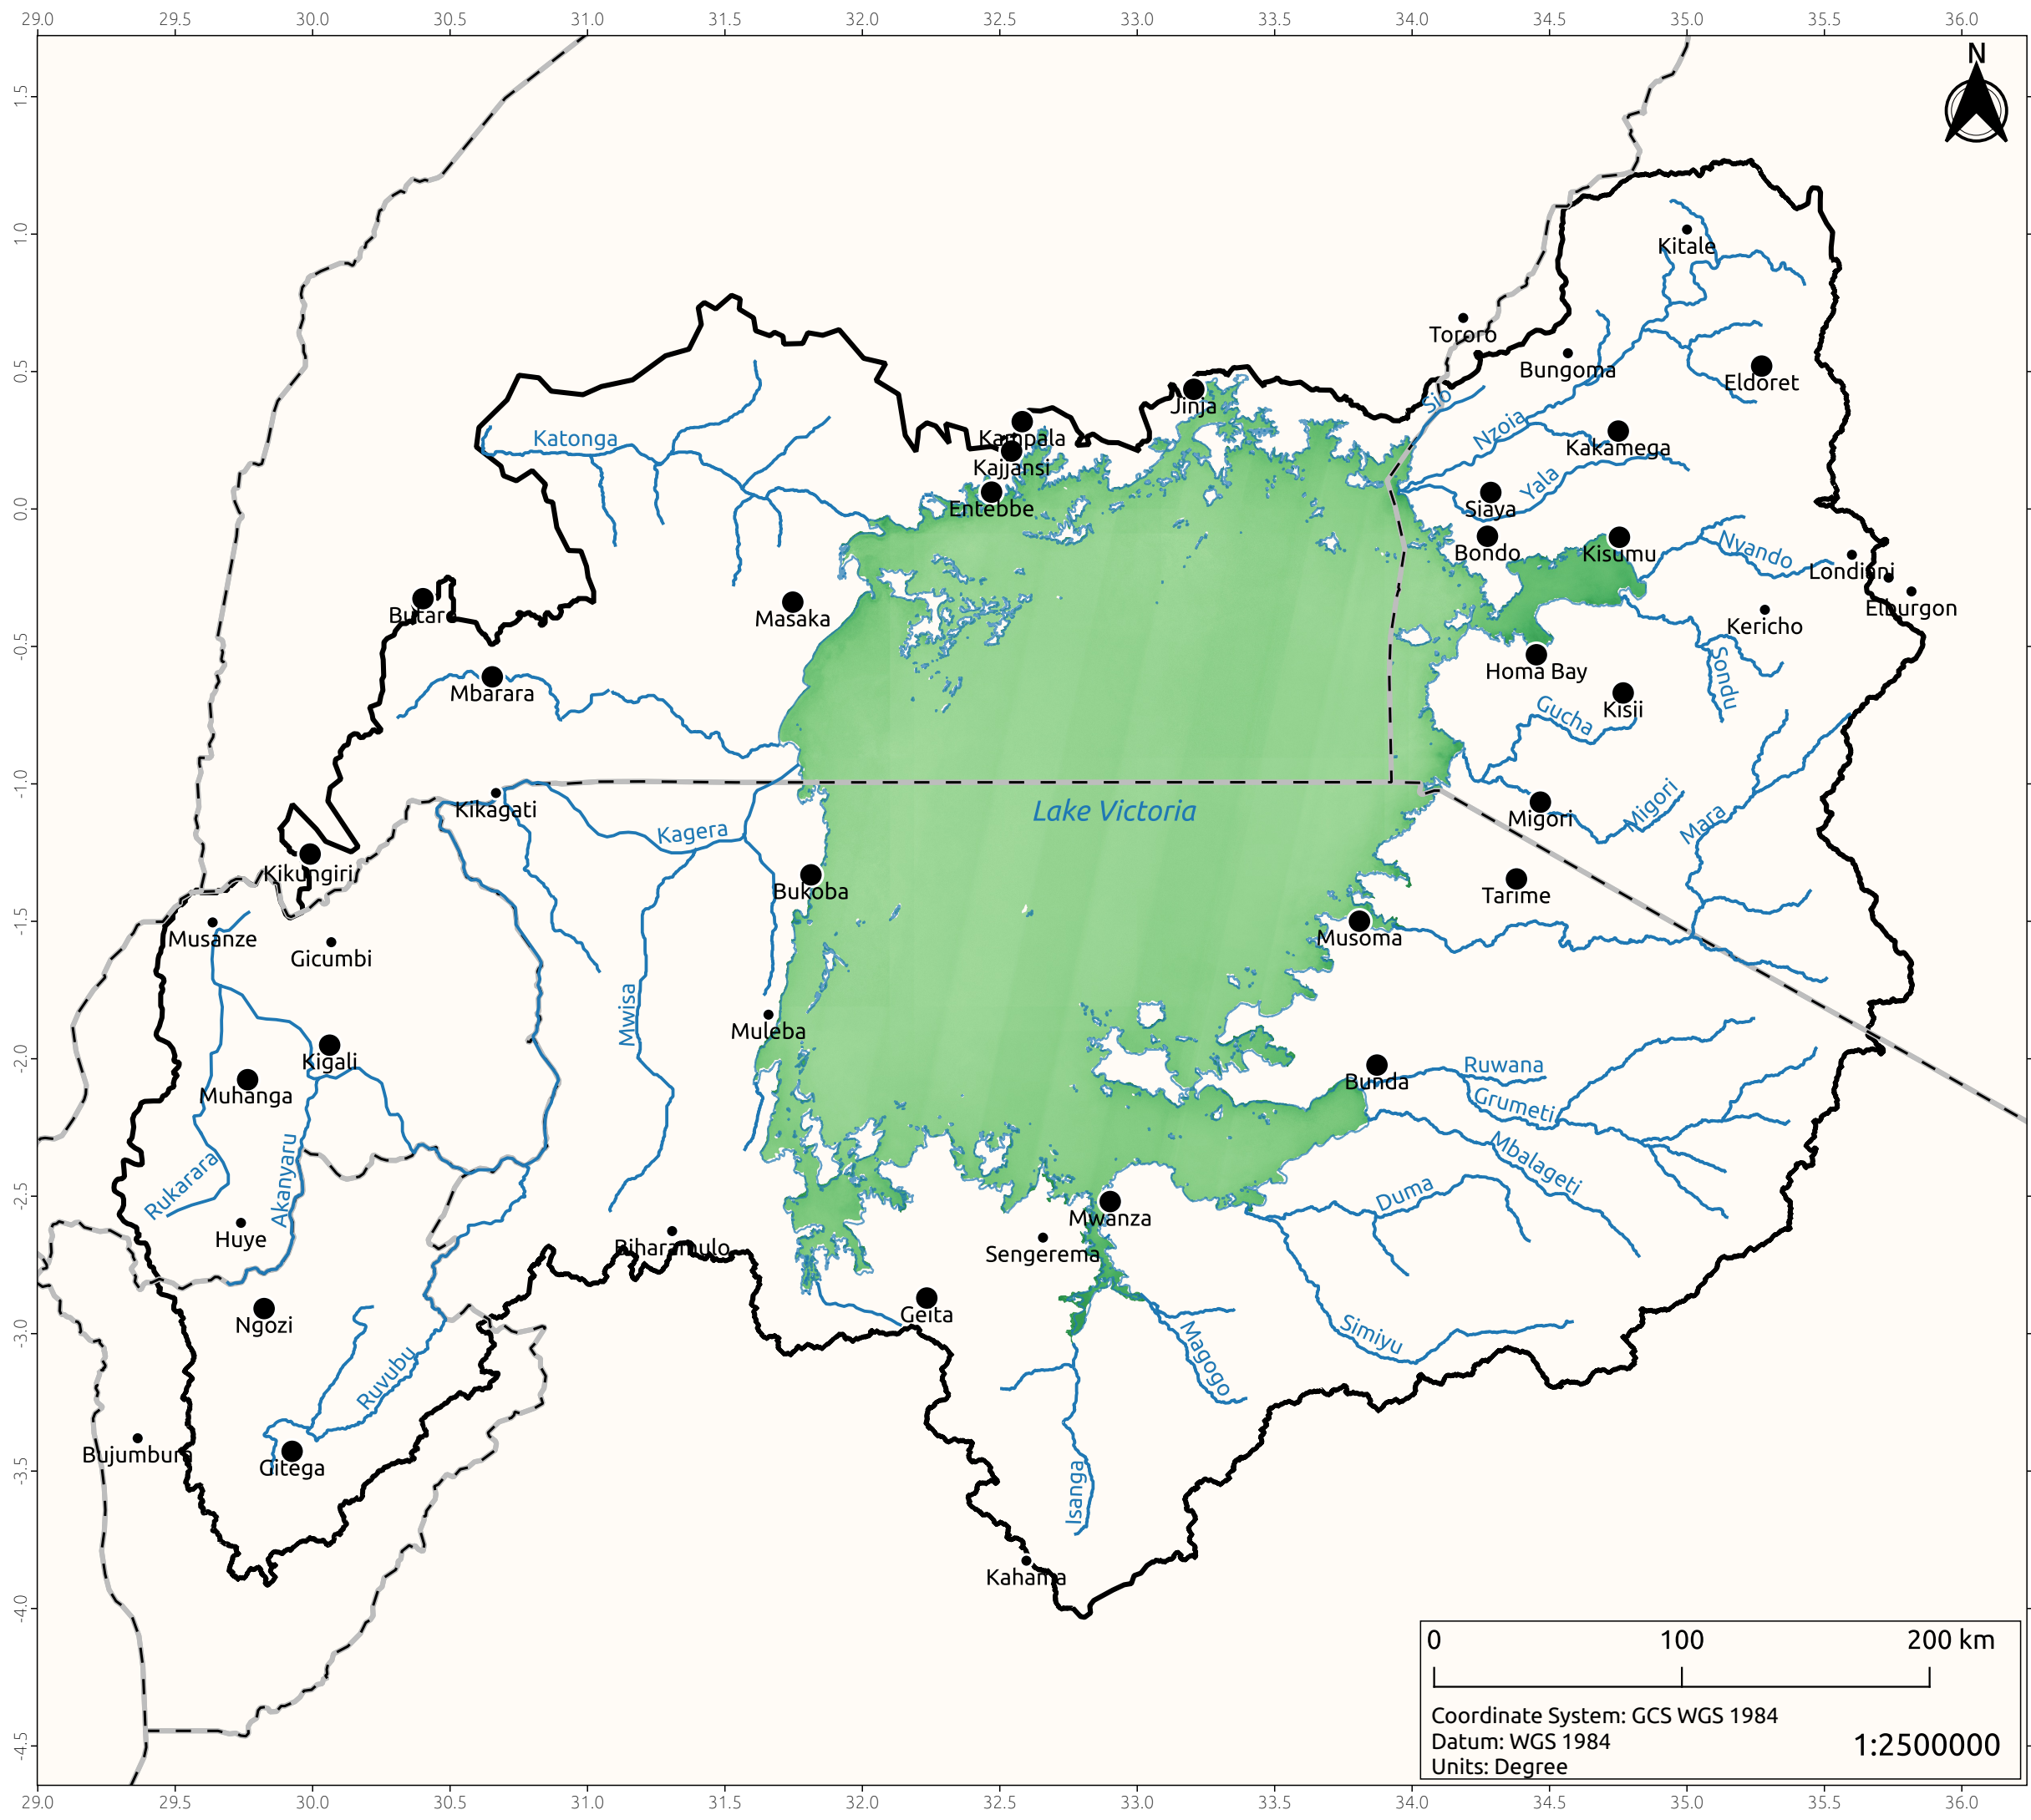 29.0 29.5 30.0 30.5 31.0 31.5 32.0 32.5 33.0 33.5 34.0 34.5 35.0 35.5 36.0
N
1.5
1.0
0.5
0.0
-0.5
-1.0
-1.5
-2.0
-2.5
-3.0
-3.5
-4.0
-4.5
Kitale
Tororo
Bungoma
Eldoret
Sio
Jinja
Nzoia
Katonga
Kampala
Kakamega
Kajjansi
Yala
Entebbe
Siaya
Bondo
Kisumu
Nyando
Londiani
Butare
Masaka
Elburgon
Kericho
Homa Bay
Sondu
Mbarara
Kisii
Gucha
Kikagati
Lake Victoria
Migori
Migori
Mara
Kagera
Kikungiri
Bukoba
Tarime
Musanze
Gicumbi
Musoma
Mwisa
Muleba
Kigali
Ruwana
Muhanga
Bunda
Grumeti
Mbalageti
Rukarara
Akanyaru
Duma
Huye
Mwanza
Biharamulo
Sengerema
Ngozi
Geita
Simiyu
Magogo
Ruvubu
Bujumbura
Gitega
Isanga
Kahama
0 100 200 km
Coordinate System: GCS WGS 1984
Datum: WGS 1984
1:2500000
Units: Degree
29.0 29.5 30.0 30.5 31.0 31.5 32.0 32.5 33.0 33.5 34.0 34.5 35.0 35.5 36.0